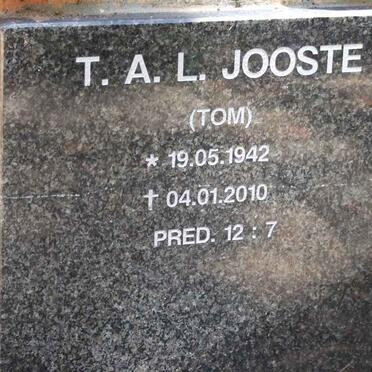 T. A. L. JOOSTE
(TOM)
* 19.05.1942
† 04.01.2010
PRED. 12 : 7